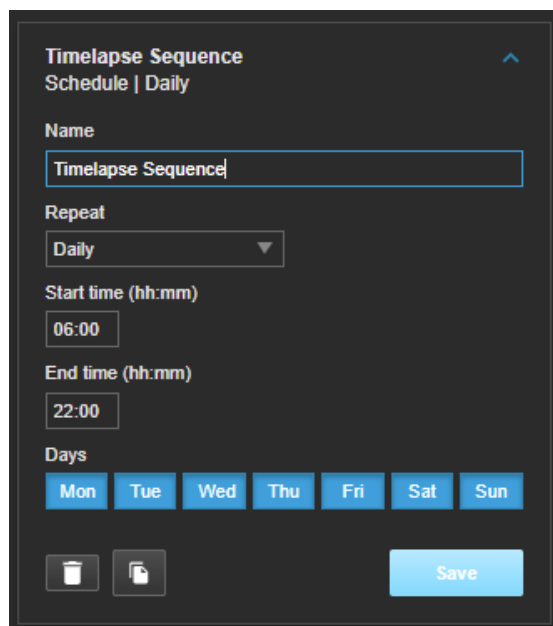 Timelapse Sequence
Schedule | Daily
Name
Timelapse Sequence
Repeat
Daily
Start time (hh:mm)
06:00
End time (hh:mm)
22:00
Days
Mon Tue Wed Thu Fri Sat Sun
Save